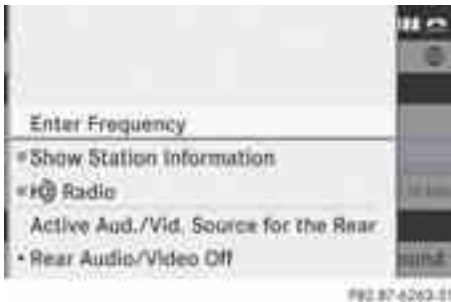 Enter Frequency
Show Station Information
HD Radio
Active Aud./Vid. Source for the Rear
• Rear Audio/Video Off
P82.87-6263-31